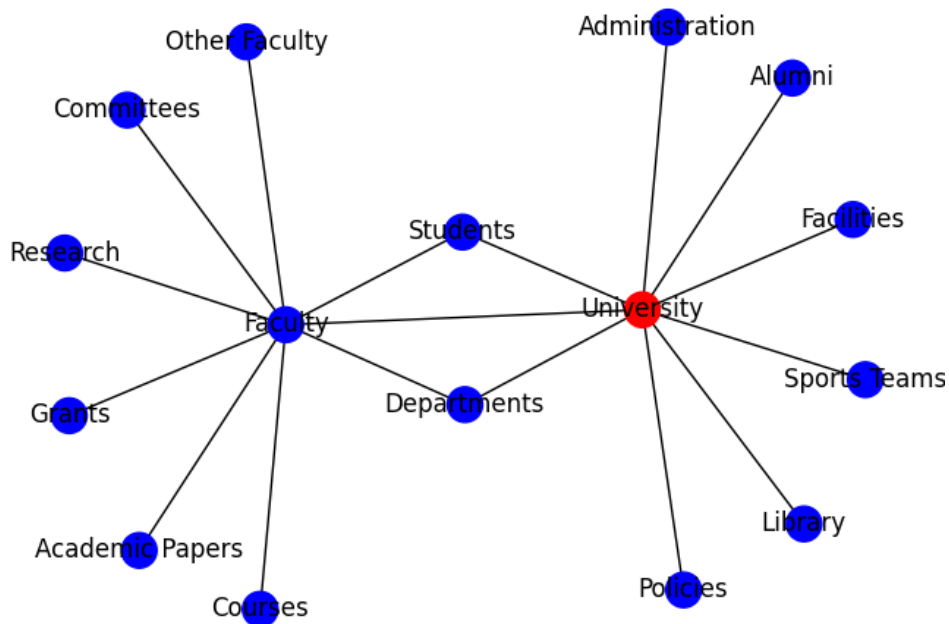 Administration
Other Faculty
Alumni
Committees
Facilities
Students
Research
University
Faculty
Sports Teams
Departments
Grants
Library
Academic Papers
Policies
Courses